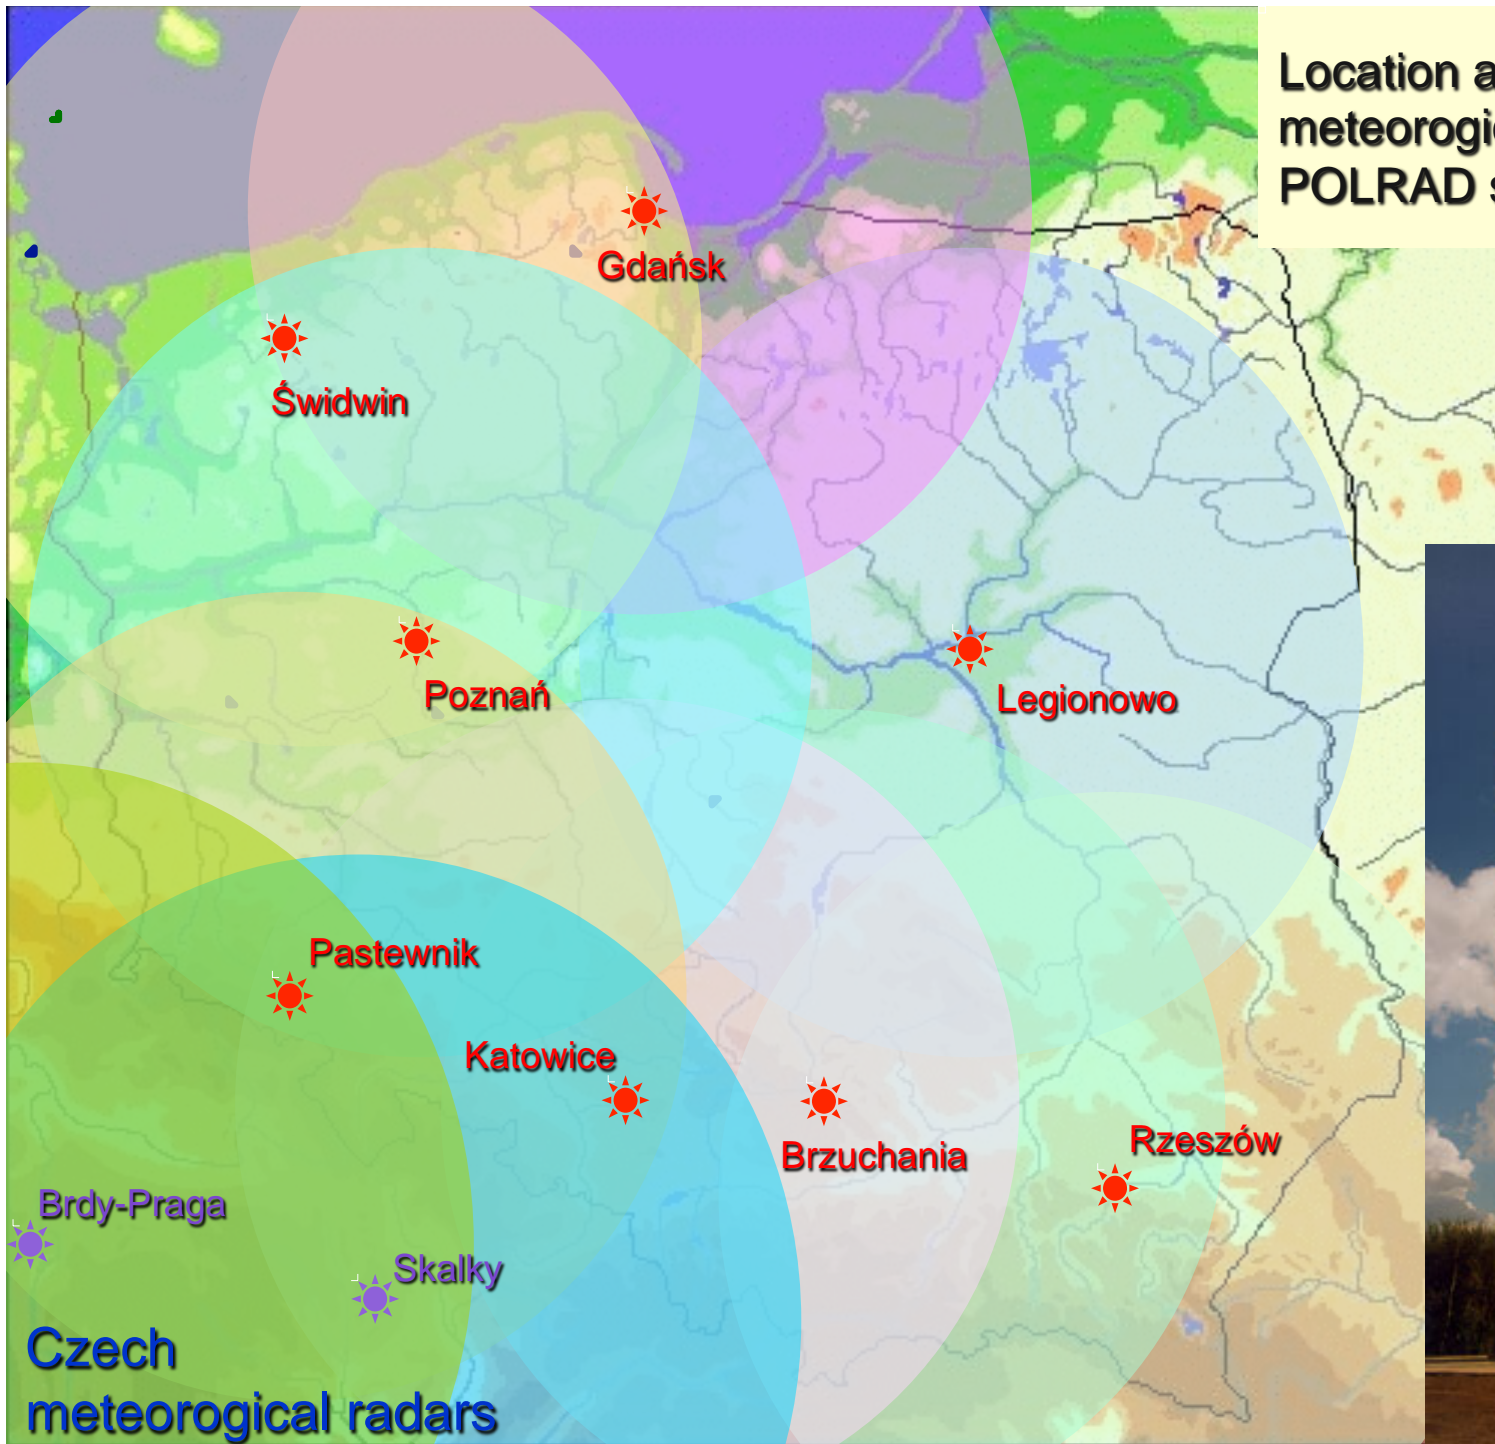 Location a
meteorogi
POLRAD s
Gdańsk
Świdwin
Poznań
Legionowo
Pastewnik
Katowice
Brzuchania
Rzeszów
Brdy-Praga
Skalky
Czech
meteorogical radars